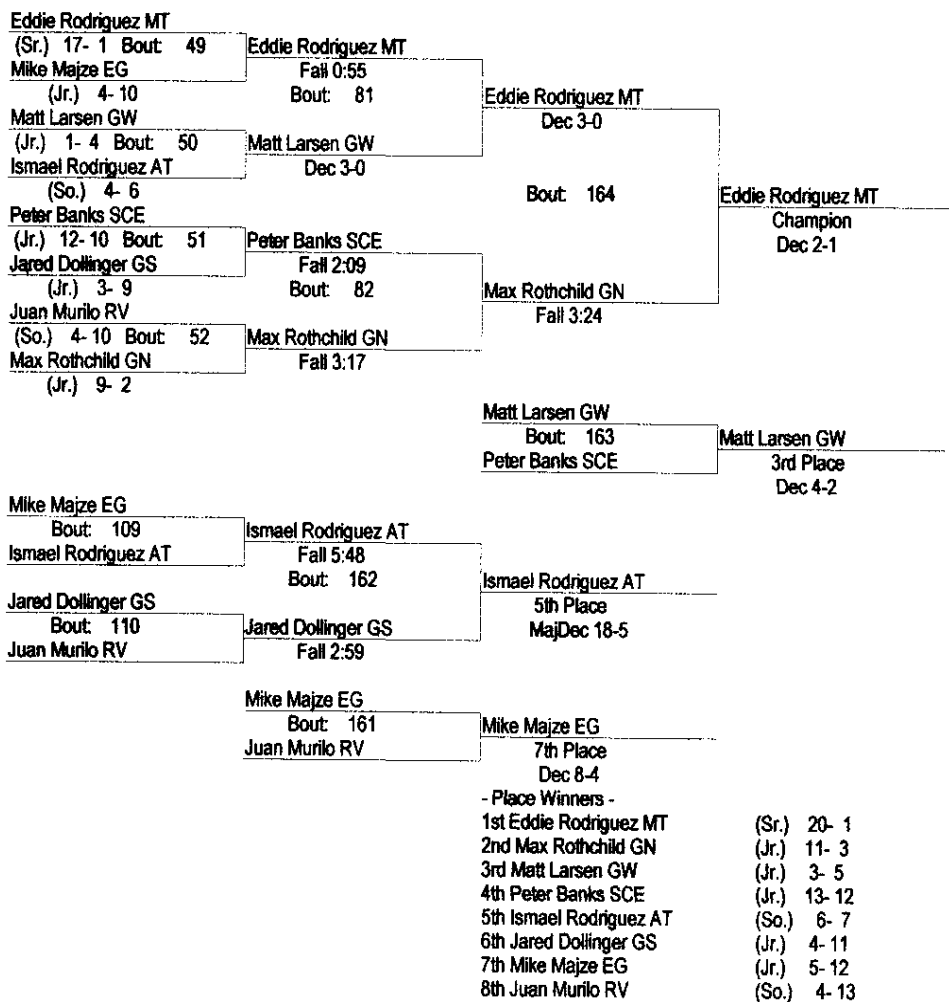 Eddie Rodriguez MT
(Sr.) 17- 1 Bout: 49
Mike Majze EG
(Jr.) 4- 10
Matt Larsen GW
(Jr.) 1- 4 Bout: 50
Ismael Rodriguez AT
(So.) 4- 6
Peter Banks SCE
(Jr.) 12- 10 Bout: 51
Jared Dollinger GS
(Jr.) 3- 9
Juan Murilo RV
(So.) 4- 10 Bout: 52
Max Rothchild GN
(Jr.) 9- 2
Eddie Rodriguez MT
Fall 0:55
Bout: 81
Matt Larsen GW
Dec 3-0
Peter Banks SCE
Fall 2:09
Bout: 82
Max Rothchild GN
Fall 3:17
Eddie Rodriguez MT
Dec 3-0
Bout: 164
Max Rothchild GN
Fall 3:24
Eddie Rodriguez MT
Champion
Dec 2-1
Matt Larsen GW
Bout: 163
Peter Banks SCE
Matt Larsen GW
3rd Place
Dec 4-2
Mike Majze EG
Bout: 109
Ismael Rodriguez AT
Jared Dollinger GS
Bout: 110
Juan Murilo RV
Ismael Rodriguez AT
Fall 5:48
Bout: 162
Jared Dollinger GS
Fall 2:59
Ismael Rodriguez AT
5th Place
MajDec 18-5
Mike Majze EG
Bout: 161
Juan Murilo RV
Mike Majze EG
7th Place
Dec 8-4
- Place Winners -
1st Eddie Rodriguez MT (Sr.) 20- 1
2nd Max Rothchild GN (Jr.) 11- 3
3rd Matt Larsen GW (Jr.) 3- 5
4th Peter Banks SCE (Jr.) 13- 12
5th Ismael Rodriguez AT (So.) 6- 7
6th Jared Dollinger GS (Jr.) 4- 11
7th Mike Majze EG (Jr.) 5- 12
8th Juan Murilo RV (So.) 4- 13